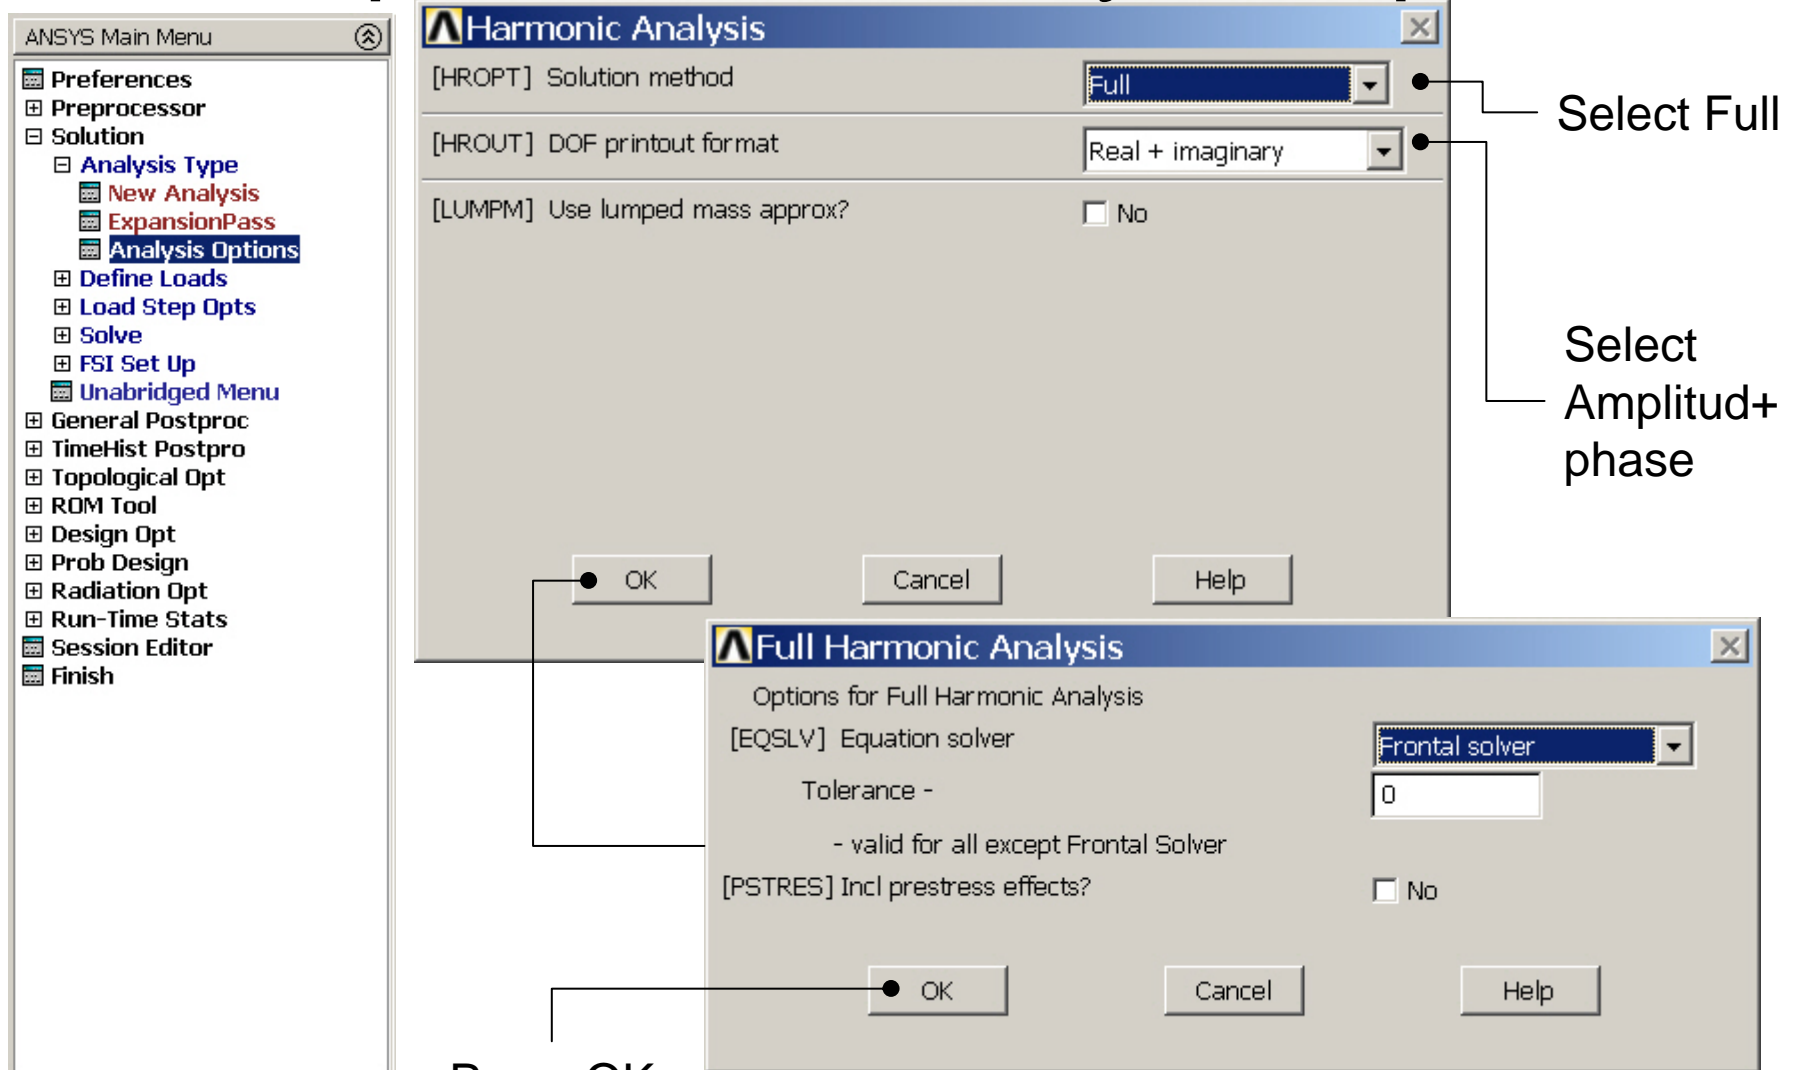 ANSYS Main Menu
Preferences
Preprocessor
Solution
Analysis Type
New Analysis
ExpansionPass
Analysis Options
Define Loads
Load Step Opts
Solve
FSI Set Up
Unabridged Menu
General Postproc
TimeHist Postpro
Topological Opt
ROM Tool
Design Opt
Prob Design
Radiation Opt
Run-Time Stats
Session Editor
Finish
Harmonic Analysis
[HROPT] Solution method Full
[HROUT] DOF printout format Real + imaginary
[LUMPM] Use lumped mass approx? No
OK Cancel Help
Select Full
Select
Amplitud+
phase
Full Harmonic Analysis
Options for Full Harmonic Analysis
[EQSLV] Equation solver Frontal solver
Tolerance - 0
- valid for all except Frontal Solver
[PSTRES] Incl prestress effects? No
OK Cancel Help
OK